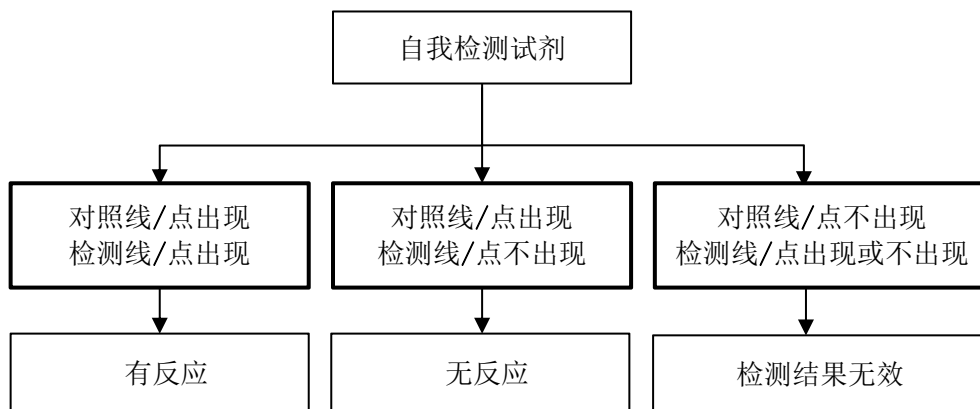 自我检测试剂
对照线/点出现
检测线/点出现
对照线/点出现
检测线/点不出现
对照线/点不出现
检测线/点出现或不出现
有反应
无反应
检测结果无效